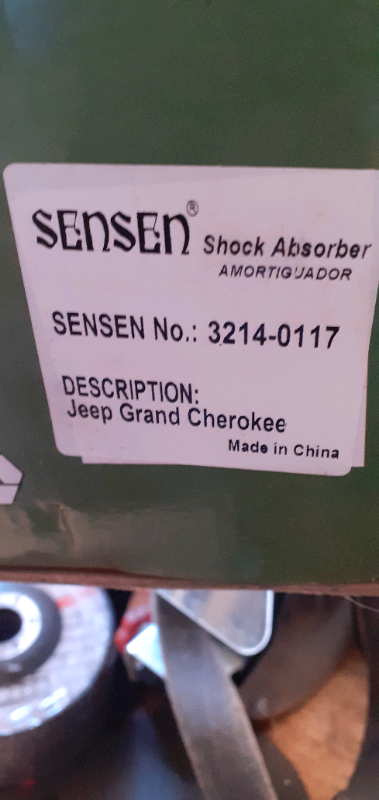 SENSEN® Shock Absorber
AMORTIGUADOR
SENSEN No.: 3214-0117
DESCRIPTION:
Jeep Grand Cherokee
Made in China